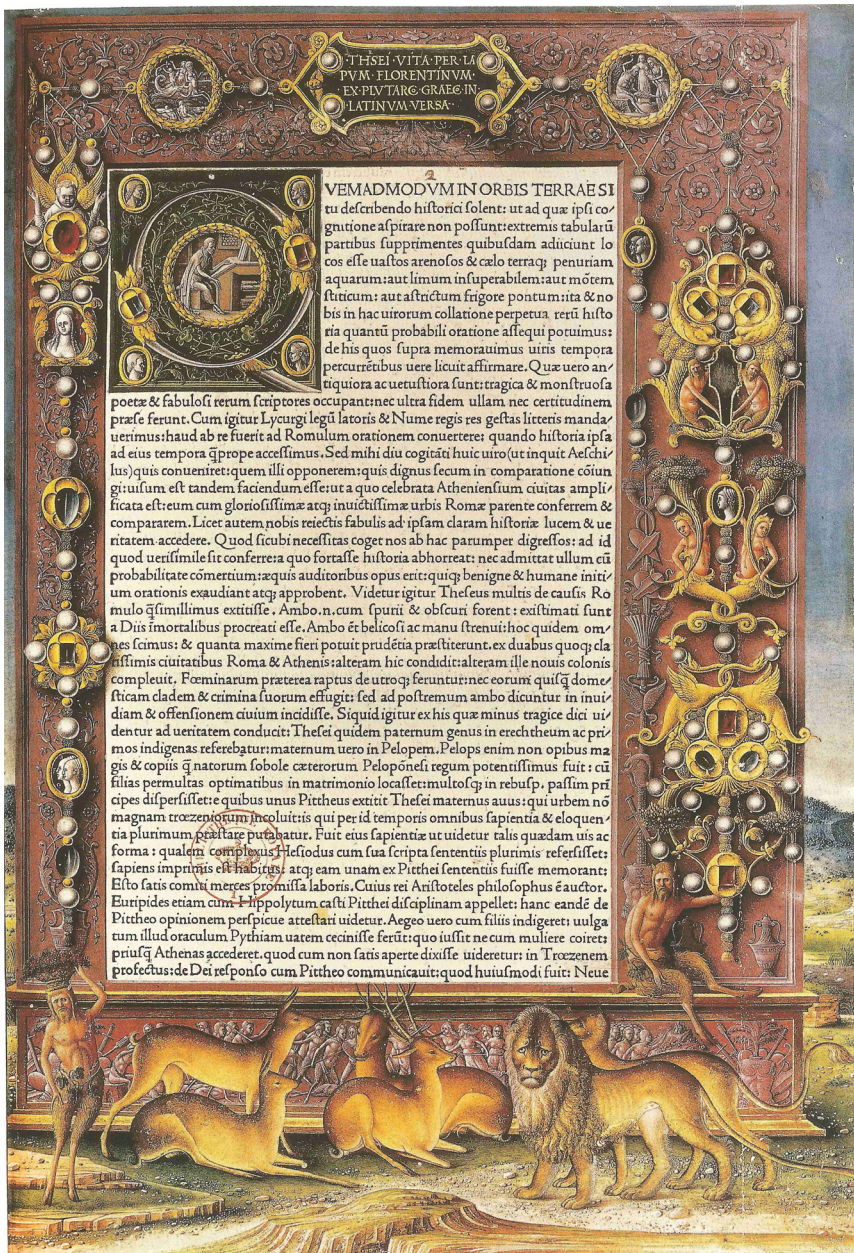 ·THSEI·VITA·PER·LA
PVM·FLORENTINVM·
EX·PLVTARC̄·GRAEC̄·IN
·LATINVM·VERSA··
2
QVEMADMODVM IN ORBIS TERRAE SI
tu deſcribendo hiſtorici ſolent: ut ad quæ ipſi co⸗
gnitione aſpirare non poſſunt:extremis tabularū
partibus ſupprimentes quibuſdam adiiciunt lo
cos eſſe uaſtos arenoſos & cælo terraq; penuriam
aquarum:aut limum inſuperabilem:aut mōtem
ſtiticum: aut aſtrictum frigore pontum:ita & no
bis in hac uirorum collatione perpetua rerū hiſto
ria quantū probabili oratione aſſequi potuimus:
de his quos ſupra memorauimus uiris tempora
percurrētibus uere licuit affirmare. Quæ uero an⸗
tiquiora ac uetuſtiora ſunt:tragica & monſtruoſa
poetæ & fabuloſi rerum ſcriptores occupant:nec ultra fidem ullam nec certitudinem
præſe ferunt. Cum igitur Lycurgi legū latoris & Nume regis res geſtas litteris manda⸗
uerimus:haud ab re fuerit ad Romulum orationem conuertere: quando hiſtoria ipſa
ad eius tempora q̄prope acceſſimus. Sed mihi diu cogitāti huic uiro(ut inquit Aeſchi⸗
lus)quis conueniret:quem illi opponerem:quis dignus ſecum in comparatione cōiun
gi:uiſum eſt tandem faciendum eſſe:ut a quo celebrata Athenienſium ciuitas ampli⸗
ficata eſt:eum cum glorioſiſſimæ atq; inuictiſſimæ urbis Romæ parente conferrem &
compararem. Licet autem nobis reiectis fabulis ad ipſam claram hiſtoriæ lucem & ue
ritatem accedere. Quod ſicubi neceſſitas coget nos ab hac parumper digreſſos: ad id
quod ueriſimile ſit conferre:a quo fortaſſe hiſtoria abhorreat: nec admittat ullum cū
probabilitate cōmertium:æquis auditoribus opus erit:quiq; benigne & humane initi⸗
um orationis exaudiant atq; approbent. Videtur igitur Theſeus multis de cauſis Ro
mulo q̄ſimillimus extitiſſe. Ambo.n.cum ſpurii & obſcuri forent: exiſtimati ſunt
a Diis īmortalibus procreati eſſe. Ambo ēt belicoſi ac manu ſtrenui:hoc quidem om⸗
nes ſcimus: & quanta maxime fieri potuit prudētia præſtiterunt. ex duabus quoq; cla
riſſimis ciuitatibus Roma & Athenis:alteram hic condidit:alteram ille nouis colonis
compleuit. Fœminarum præterea raptus de utroq; feruntur:nec eorum quiſq̄ dome⸗
ſticam cladem & crimina ſuorum effugit: ſed ad poſtremum ambo dicuntur in inui⸗
diam & offenſionem ciuium incidiſſe. Siquid igitur ex his quæ minus tragice dici ui⸗
dentur ad ueritatem conducit: Theſei quidem paternum genus in erechtheum ac pri⸗
mos indigenas referebatur:maternum uero in Pelopem. Pelops enim non opibus ma
gis & copiis q̄ natorum ſobole cæterorum Pelopōneſi regum potentiſſimus fuit: cū
filias permultas optimatibus in matrimonio locaſſet:multoſq; in rebuſp. paſſim prī
cipes diſperſiſſet:e quibus unus Pittheus extitit Theſei maternus auus:qui urbem nō
magnam trœzeniorum incoluit:is qui per id temporis omnibus ſapientia & eloquen⸗
tia plurimum præſtare putabatur. Fuit eius ſapientiæ ut uidetur talis quædam uis ac
forma : qualem complexus Heſiodus cum ſua ſcripta ſententiis plurimis referſiſſet:
ſapiens imprimis eſt habitus, atq; eam unam ex Pitthei ſententiis fuiſſe memorant:
Eſto ſatis comiti merces promiſſa laboris. Cuius rei Ariſtoteles philoſophus ē auctor.
Euripides etiam cum Hippolytum caſti Pitthei diſciplinam appellet: hanc eandē de
Pittheo opinionem perſpicue atteſtari uidetur. Aegeo uero cum filiis indigeret:uulga
tum illud oraculum Pythiam uatem ceciniſſe ferūt:quo iuſſit ne cum muliere coiret:
priuſq̄ Athenas accederet. quod cum non ſatis aperte dixiſſe uideretur: in Trœzenem
profectus:de Dei reſponſo cum Pittheo communicauit:quod huiuſmodi fuit: Neue